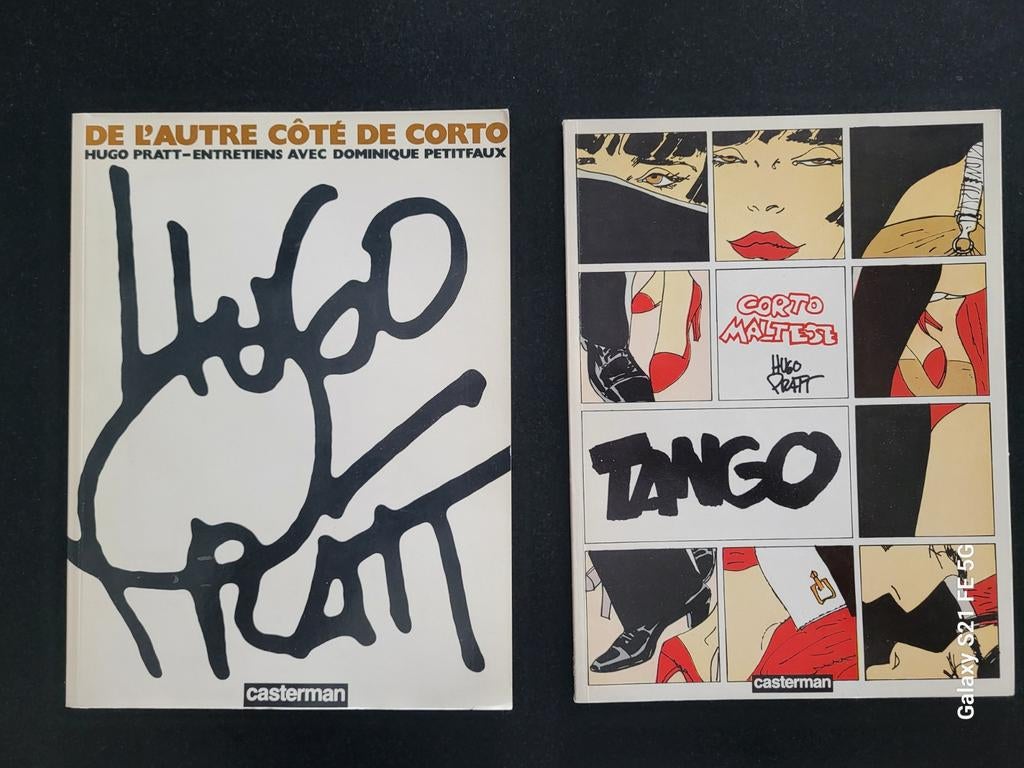 DE L'AUTRE CÔTÉ DE CORTO
HUGO PRATT-ENTRETIENS AVEC DOMINIQUE PETITFAUX
HUGO
PRATT
casterman
CORTO
MALTESE
HUGO
PRATT
TANGO
casterman
Galaxy S21 FE 5G